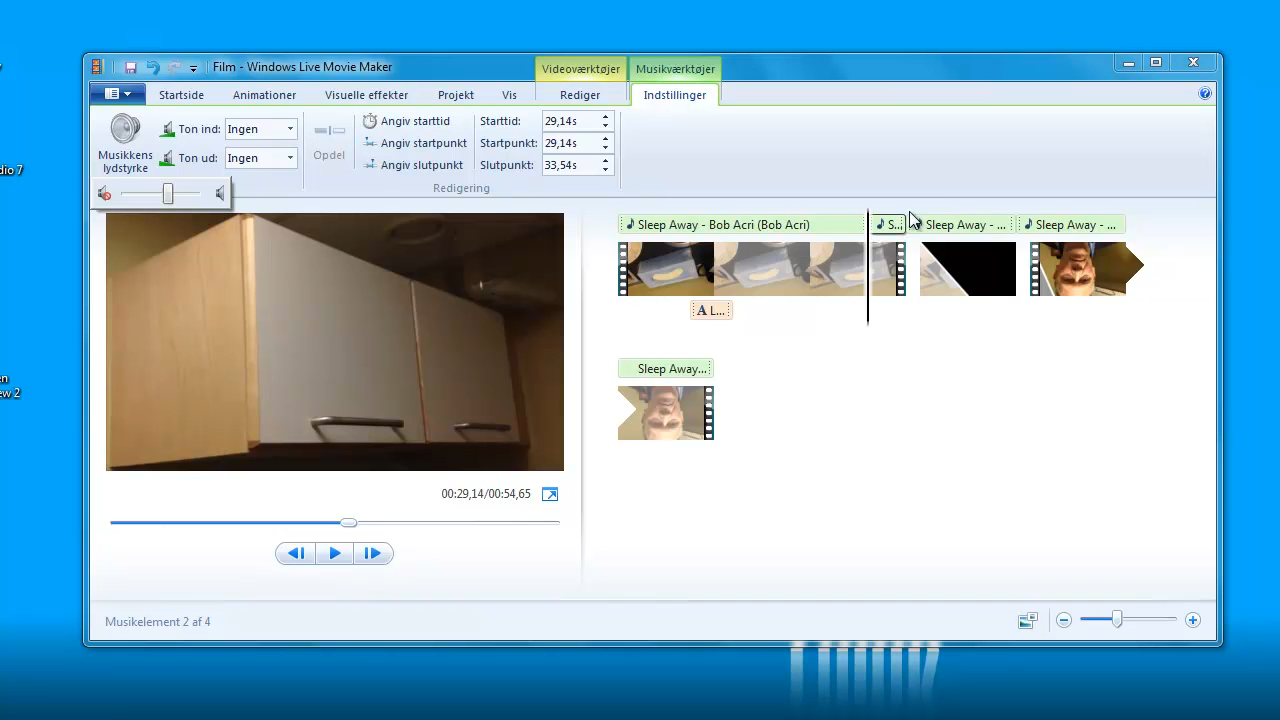 Film - Windows Live Movie Maker
Videoværktøjer
Musikværktøjer
Startside
Animationer
Visuelle effekter
Projekt
Vis
Rediger
Indstillinger
Musikkens
lydstyrke
Ton ind: Ingen
Ton ud: Ingen
Opdel
Angiv starttid
Angiv startpunkt
Angiv slutpunkt
Starttid: 29,14s
Startpunkt: 29,14s
Slutpunkt: 33,54s
Redigering
dio 7
en
ew 2
Sleep Away - Bob Acri (Bob Acri)
S...
Sleep Away - ...
Sleep Away - ...
A L...
Sleep Away...
00:29,14/00:54,65
Musikelement 2 af 4